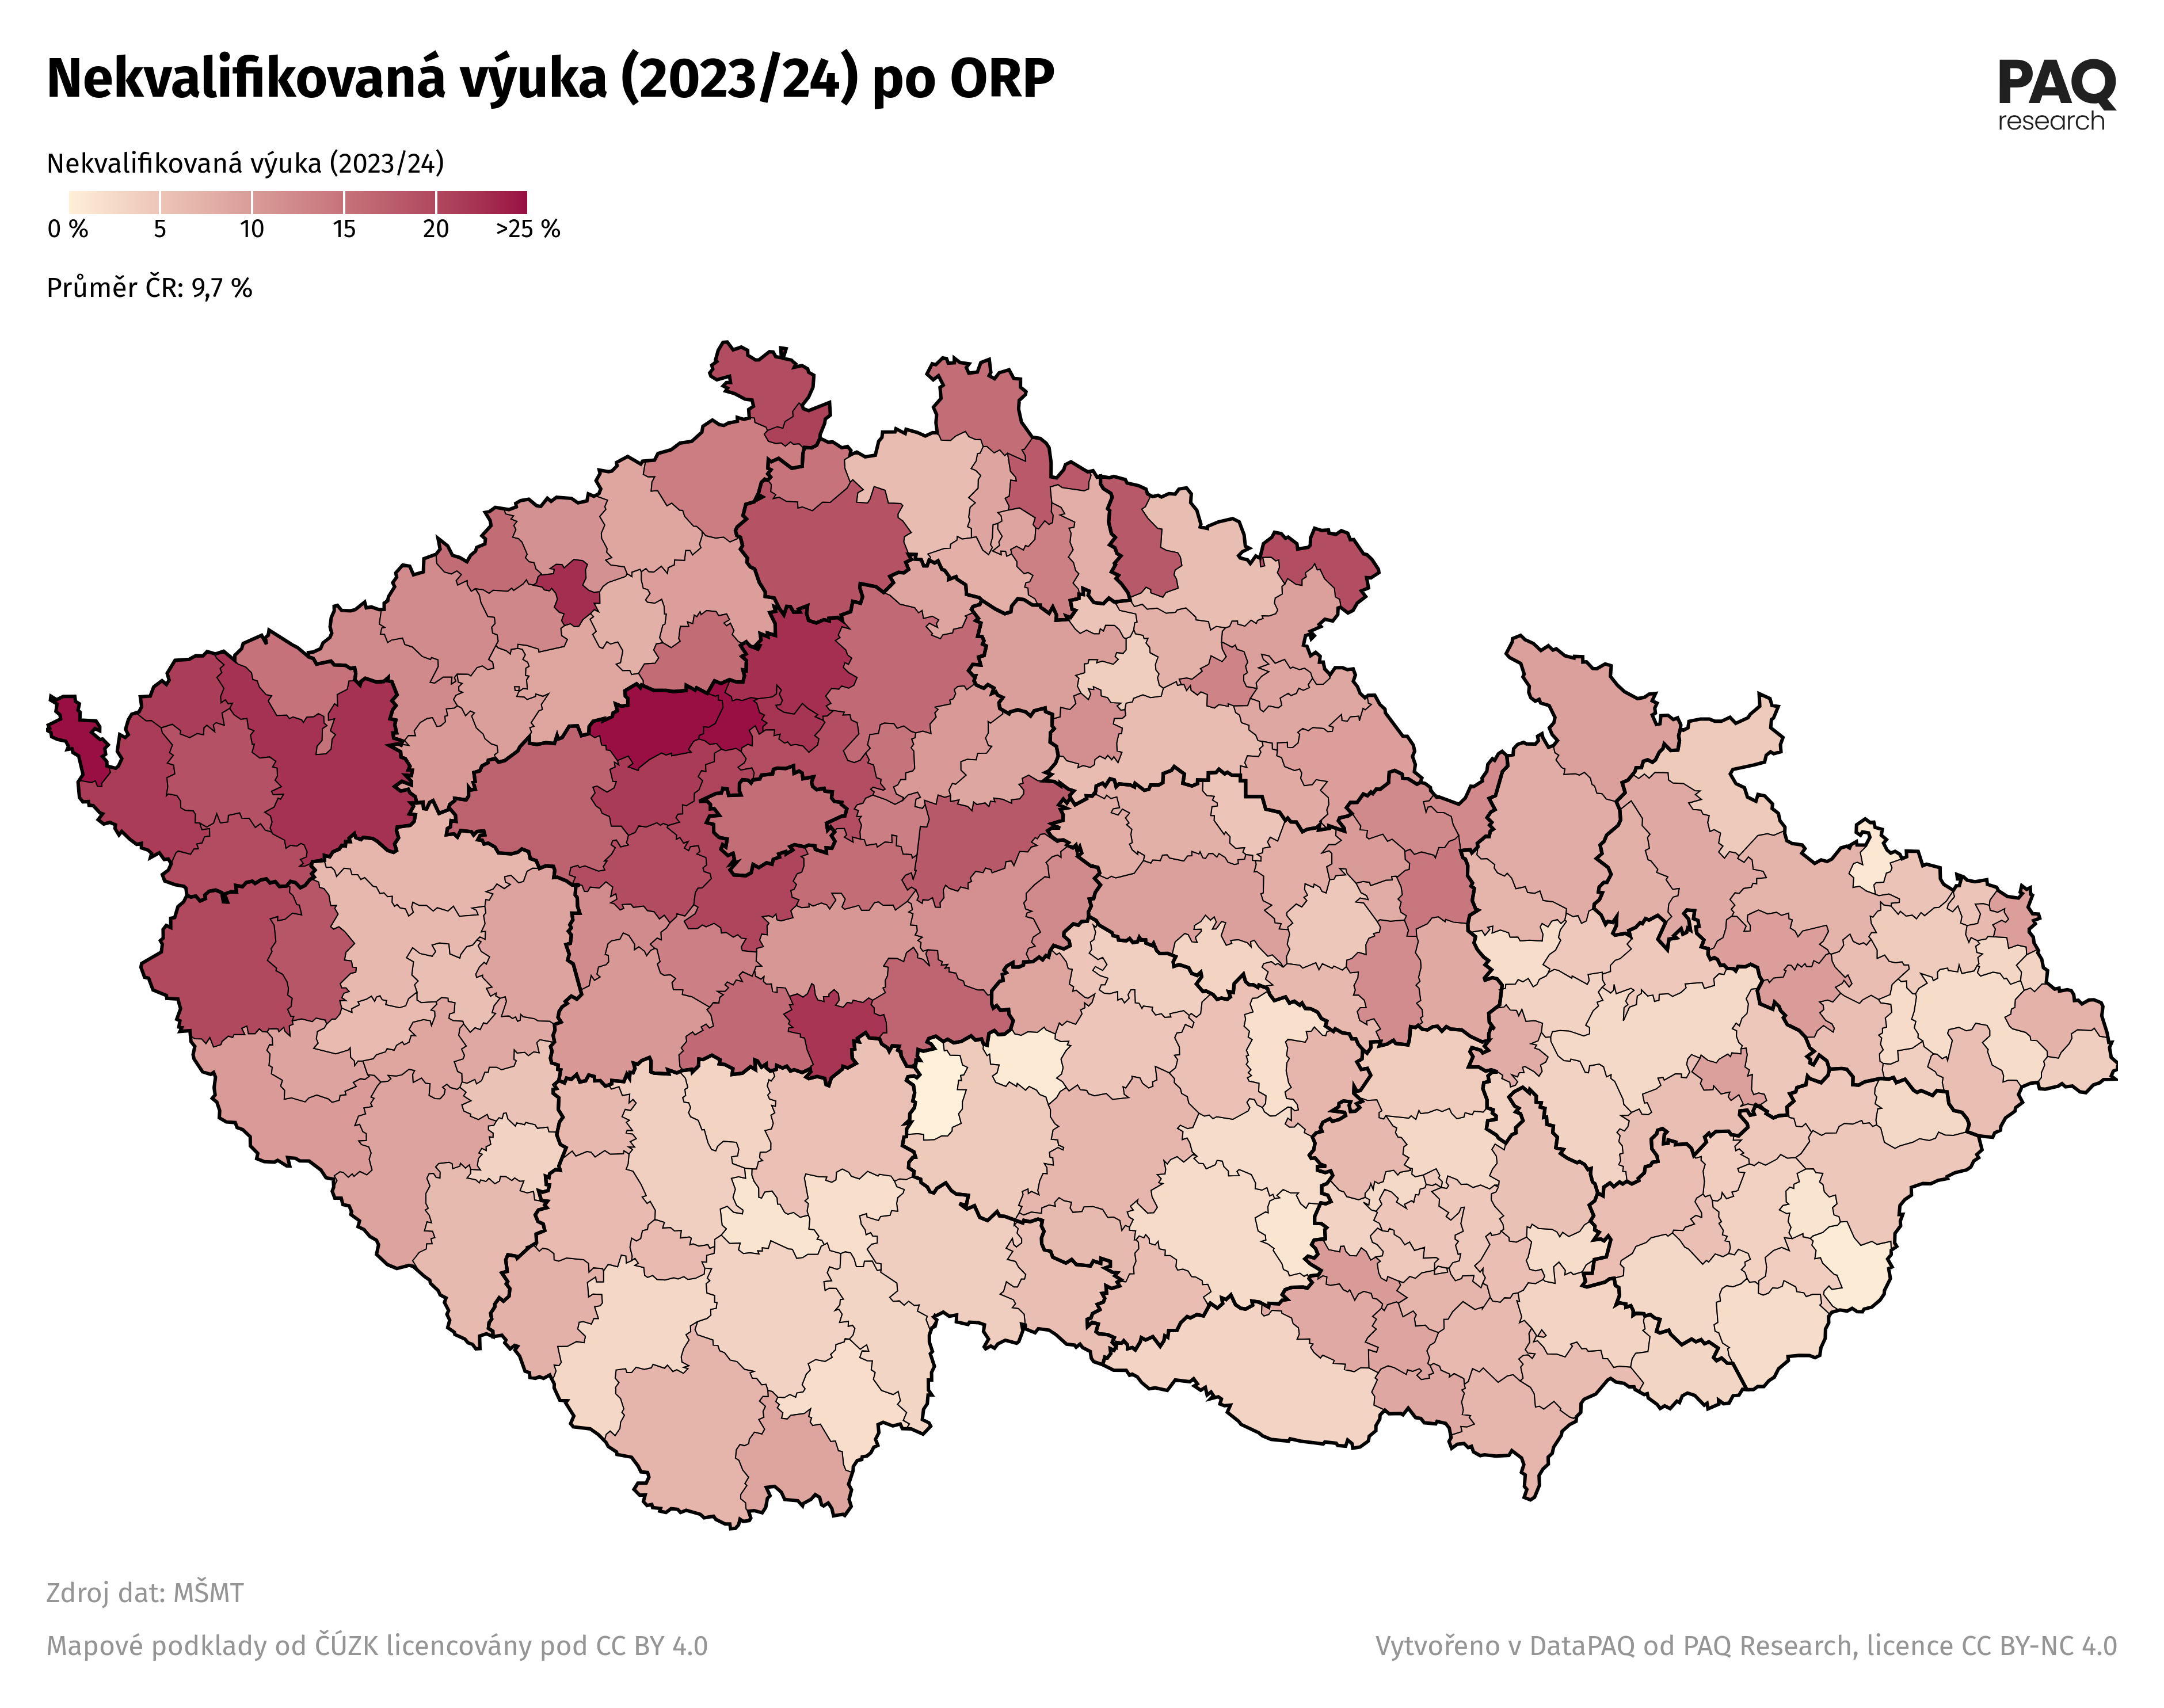 Nekvalifikovaná výuka (2023/24) po ORP
PAQ
research
Nekvalifikovaná výuka (2023/24)
0 % 5 10 15 20 >25 %
Průměr ČR: 9,7 %
Zdroj dat: MŠMT
Mapové podklady od ČÚZK licencovány pod CC BY 4.0
Vytvořeno v DataPAQ od PAQ Research, licence CC BY-NC 4.0